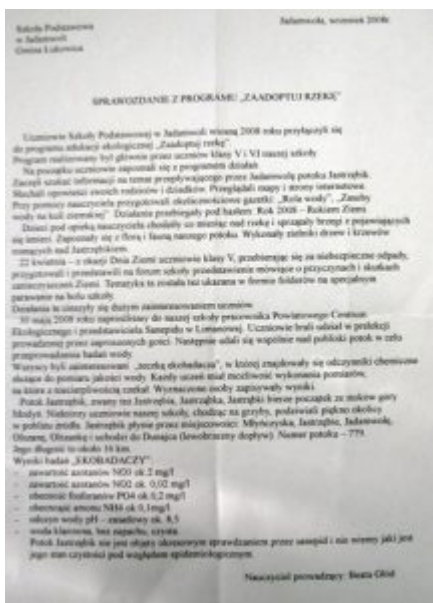 Szkoła Podstawowa
w Jadamwoli
Gmina Łukowica
Jadamwola, wrzesień 2008r.
SPRAWOZDANIE Z PROGRAMU „ZAADOPTUJ RZEKĘ”
Uczniowie Szkoły Podstawowej w Jadamwoli wiosną 2008 roku przyłączyli się
do programu edukacji ekologicznej „Zaadoptuj rzekę”.
Program realizowany był głównie przez uczniów klasy V i VI naszej szkoły.
Na początku uczniowie zapoznali się z programem działań.
Zaczęli szukać informacji na temat przepływającego przez Jadamwolę potoku Jastrzębik.
Słuchali opowieści swoich rodziców i dziadków. Przeglądali mapy i strony internetowe.
Przy pomocy nauczyciela przygotowali okolicznościowe gazetki: „Rola wody”, „Zasoby
wody na kuli ziemskiej”. Działania przebiegały pod hasłem: Rok 2008 – Rokiem Ziemi
Dzieci pod opieką nauczyciela chodziły co miesiąc nad rzekę i sprzątały brzegi z pojawiających
się śmieci. Zapoznały się z florą i fauną naszego potoku. Wykonały zielniki drzew i krzewów
rosnących nad Jastrzębikiem.
22 kwietnia – z okazji Dnia Ziemi uczniowie klasy V, przebierając się za niebezpieczne odpady,
przygotowali i przedstawili na forum szkoły przedstawienie mówiące o przyczynach i skutkach
zanieczyszczeń Ziemi. Tematyka ta została też ukazana w formie folderów na specjalnym
parawanie na holu szkoły.
Działania te cieszyły się dużym zainteresowaniem uczniów.
30 maja 2008 roku zaprosiliśmy do naszej szkoły pracownika Powiatowego Centrum
Ekologicznego i przedstawiciela Sanepidu w Limanowej. Uczniowie brali udział w prelekcji
prowadzonej przez zaproszonych gości. Następnie udali się wspólnie nad pobliski potok w celu
przeprowadzenia badań wody.
Wszyscy byli zainteresowani „teczką ekobadacza”, w której znajdowały się odczynniki chemiczne
służące do pomiaru jakości wody. Każdy uczeń miał możliwość wykonania pomiarów,
na które z niecierpliwością czekał. Wyznaczone osoby zapisywały wyniki.
Potok Jastrzębik, zwany też Jastrzębia, Jastrząbka, Jastrząbki bierze początek ze stoków góry
Modyń. Niektórzy uczniowie naszej szkoły, chodząc na grzyby, podziwiali piękno okolicy
w pobliżu źródła. Jastrzębik płynie przez miejscowości: Młyńczyska, Jastrzębie, Jadamwolę,
Olszanę, Olszankę i uchodzi do Dunajca (lewobrzeżny dopływ). Numer potoku – 779.
Jego długość to około 16 km.
Wyniki badań „EKOBADACZY”:
- zawartość azotanów NO3 ok.2 mg/l
- zawartość azotanów NO2 ok. 0,02 mg/l
- obecność fosforanów PO4 ok.0,2 mg/l
- obecność amonu NH4 ok.0,1mg/l
- odczyn wody pH – zasadowy ok. 8,5
- woda klarowna, bez zapachu, czysta
Potok Jastrzębik nie jest objęty okresowym sprawdzaniem przez sanepid i nie wiemy jaki jest
jego stan czystości pod względem epidemiologicznym.
Nauczyciel prowadzący: Beata Głód